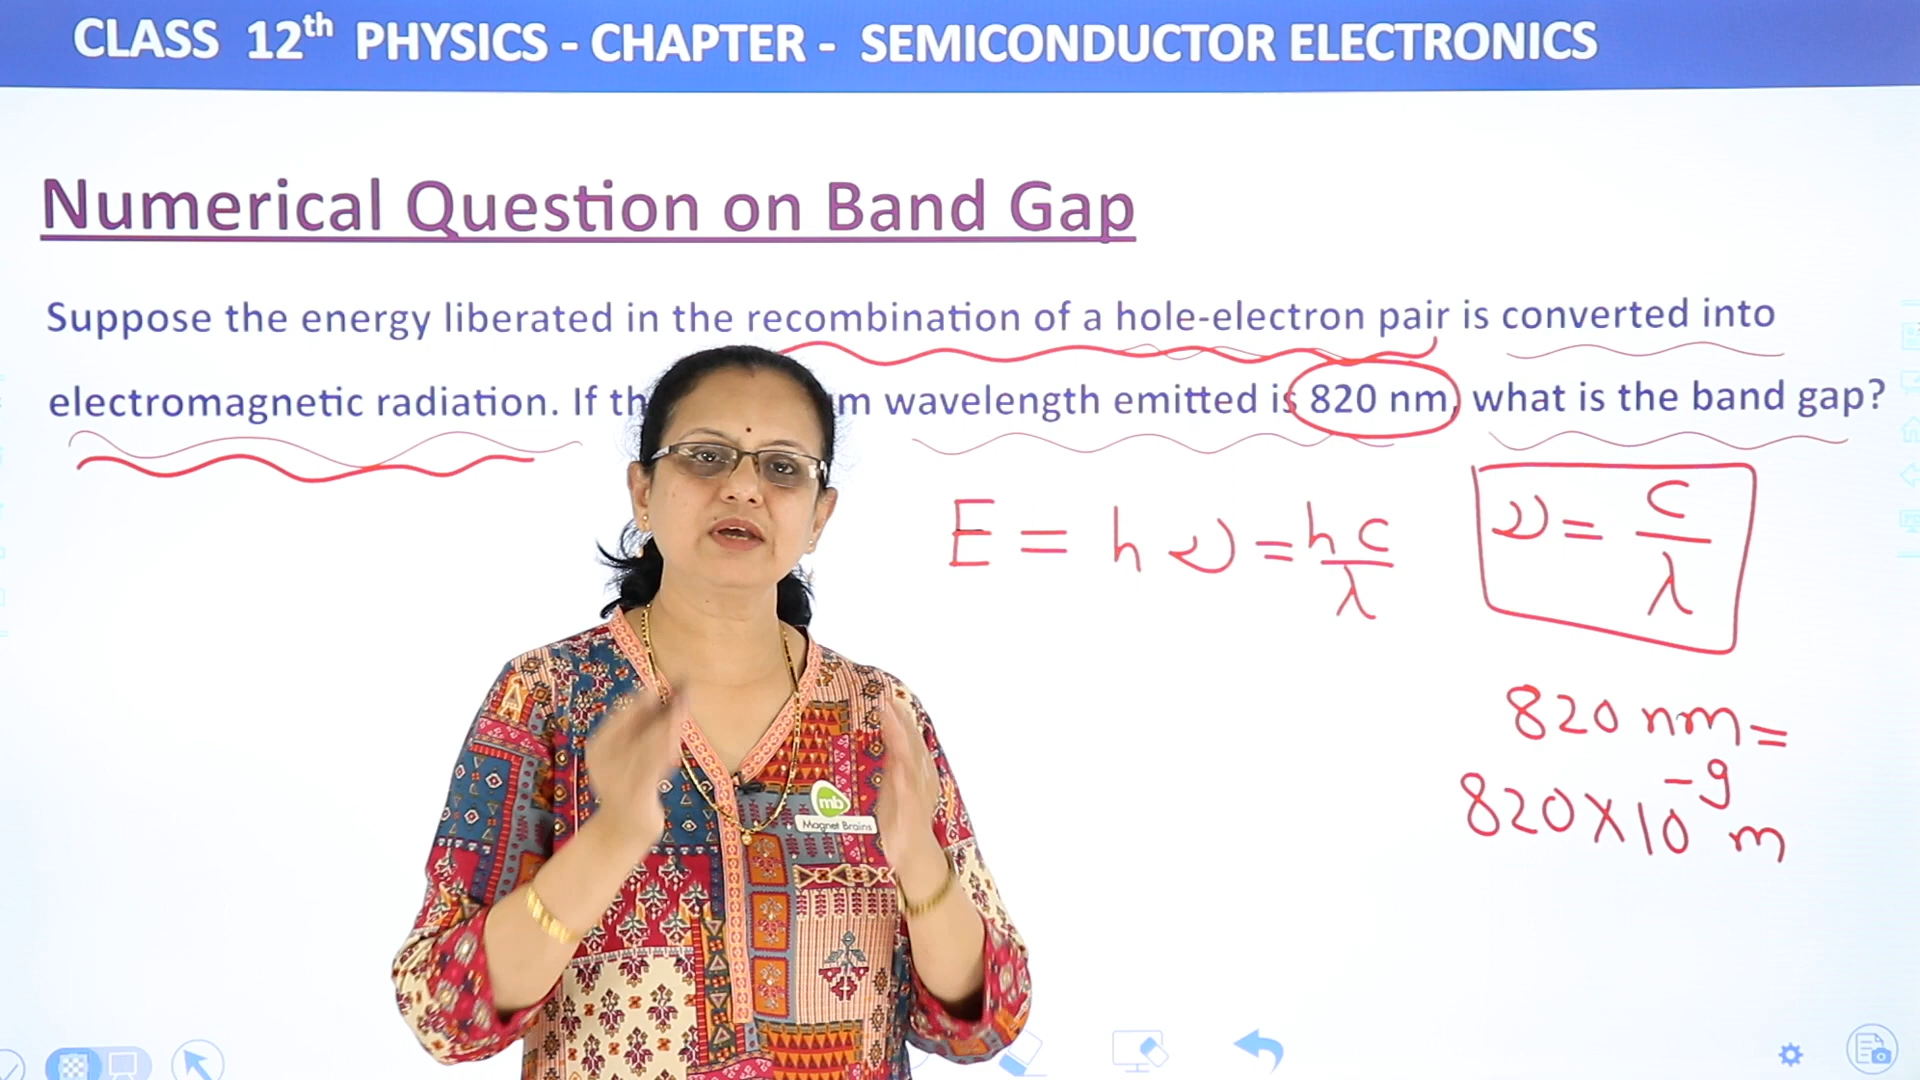 CLASS 12th PHYSICS - CHAPTER - SEMICONDUCTOR ELECTRONICS
Numerical Question on Band Gap
Suppose the energy liberated in the recombination of a hole-electron pair is converted into
electromagnetic radiation. If th m wavelength emitted is 820 nm, what is the band gap?
E = hν = hc/λ
ν = c/λ
820 nm =
820 X 10⁻⁹ m
mb
Magnet Brains